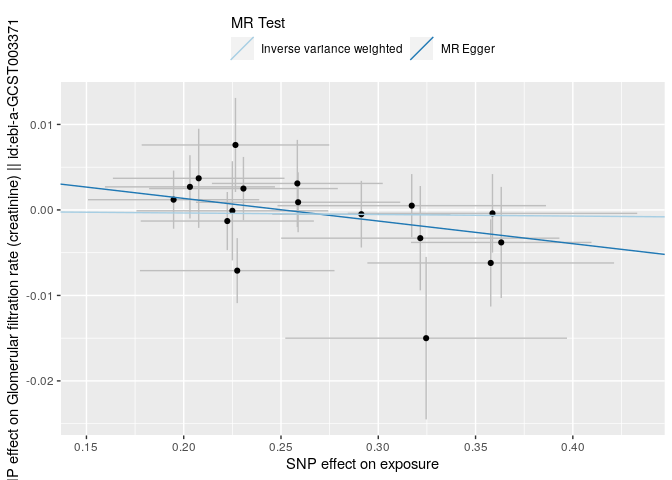 MR Test
Inverse variance weighted
MR Egger
effect on Glomerular filtration rate (creatinine) || id:ebi-a-GCST003371
0.01
0.00
-0.01
-0.02
0.15 0.20 0.25 0.30 0.35 0.40
SNP effect on exposure